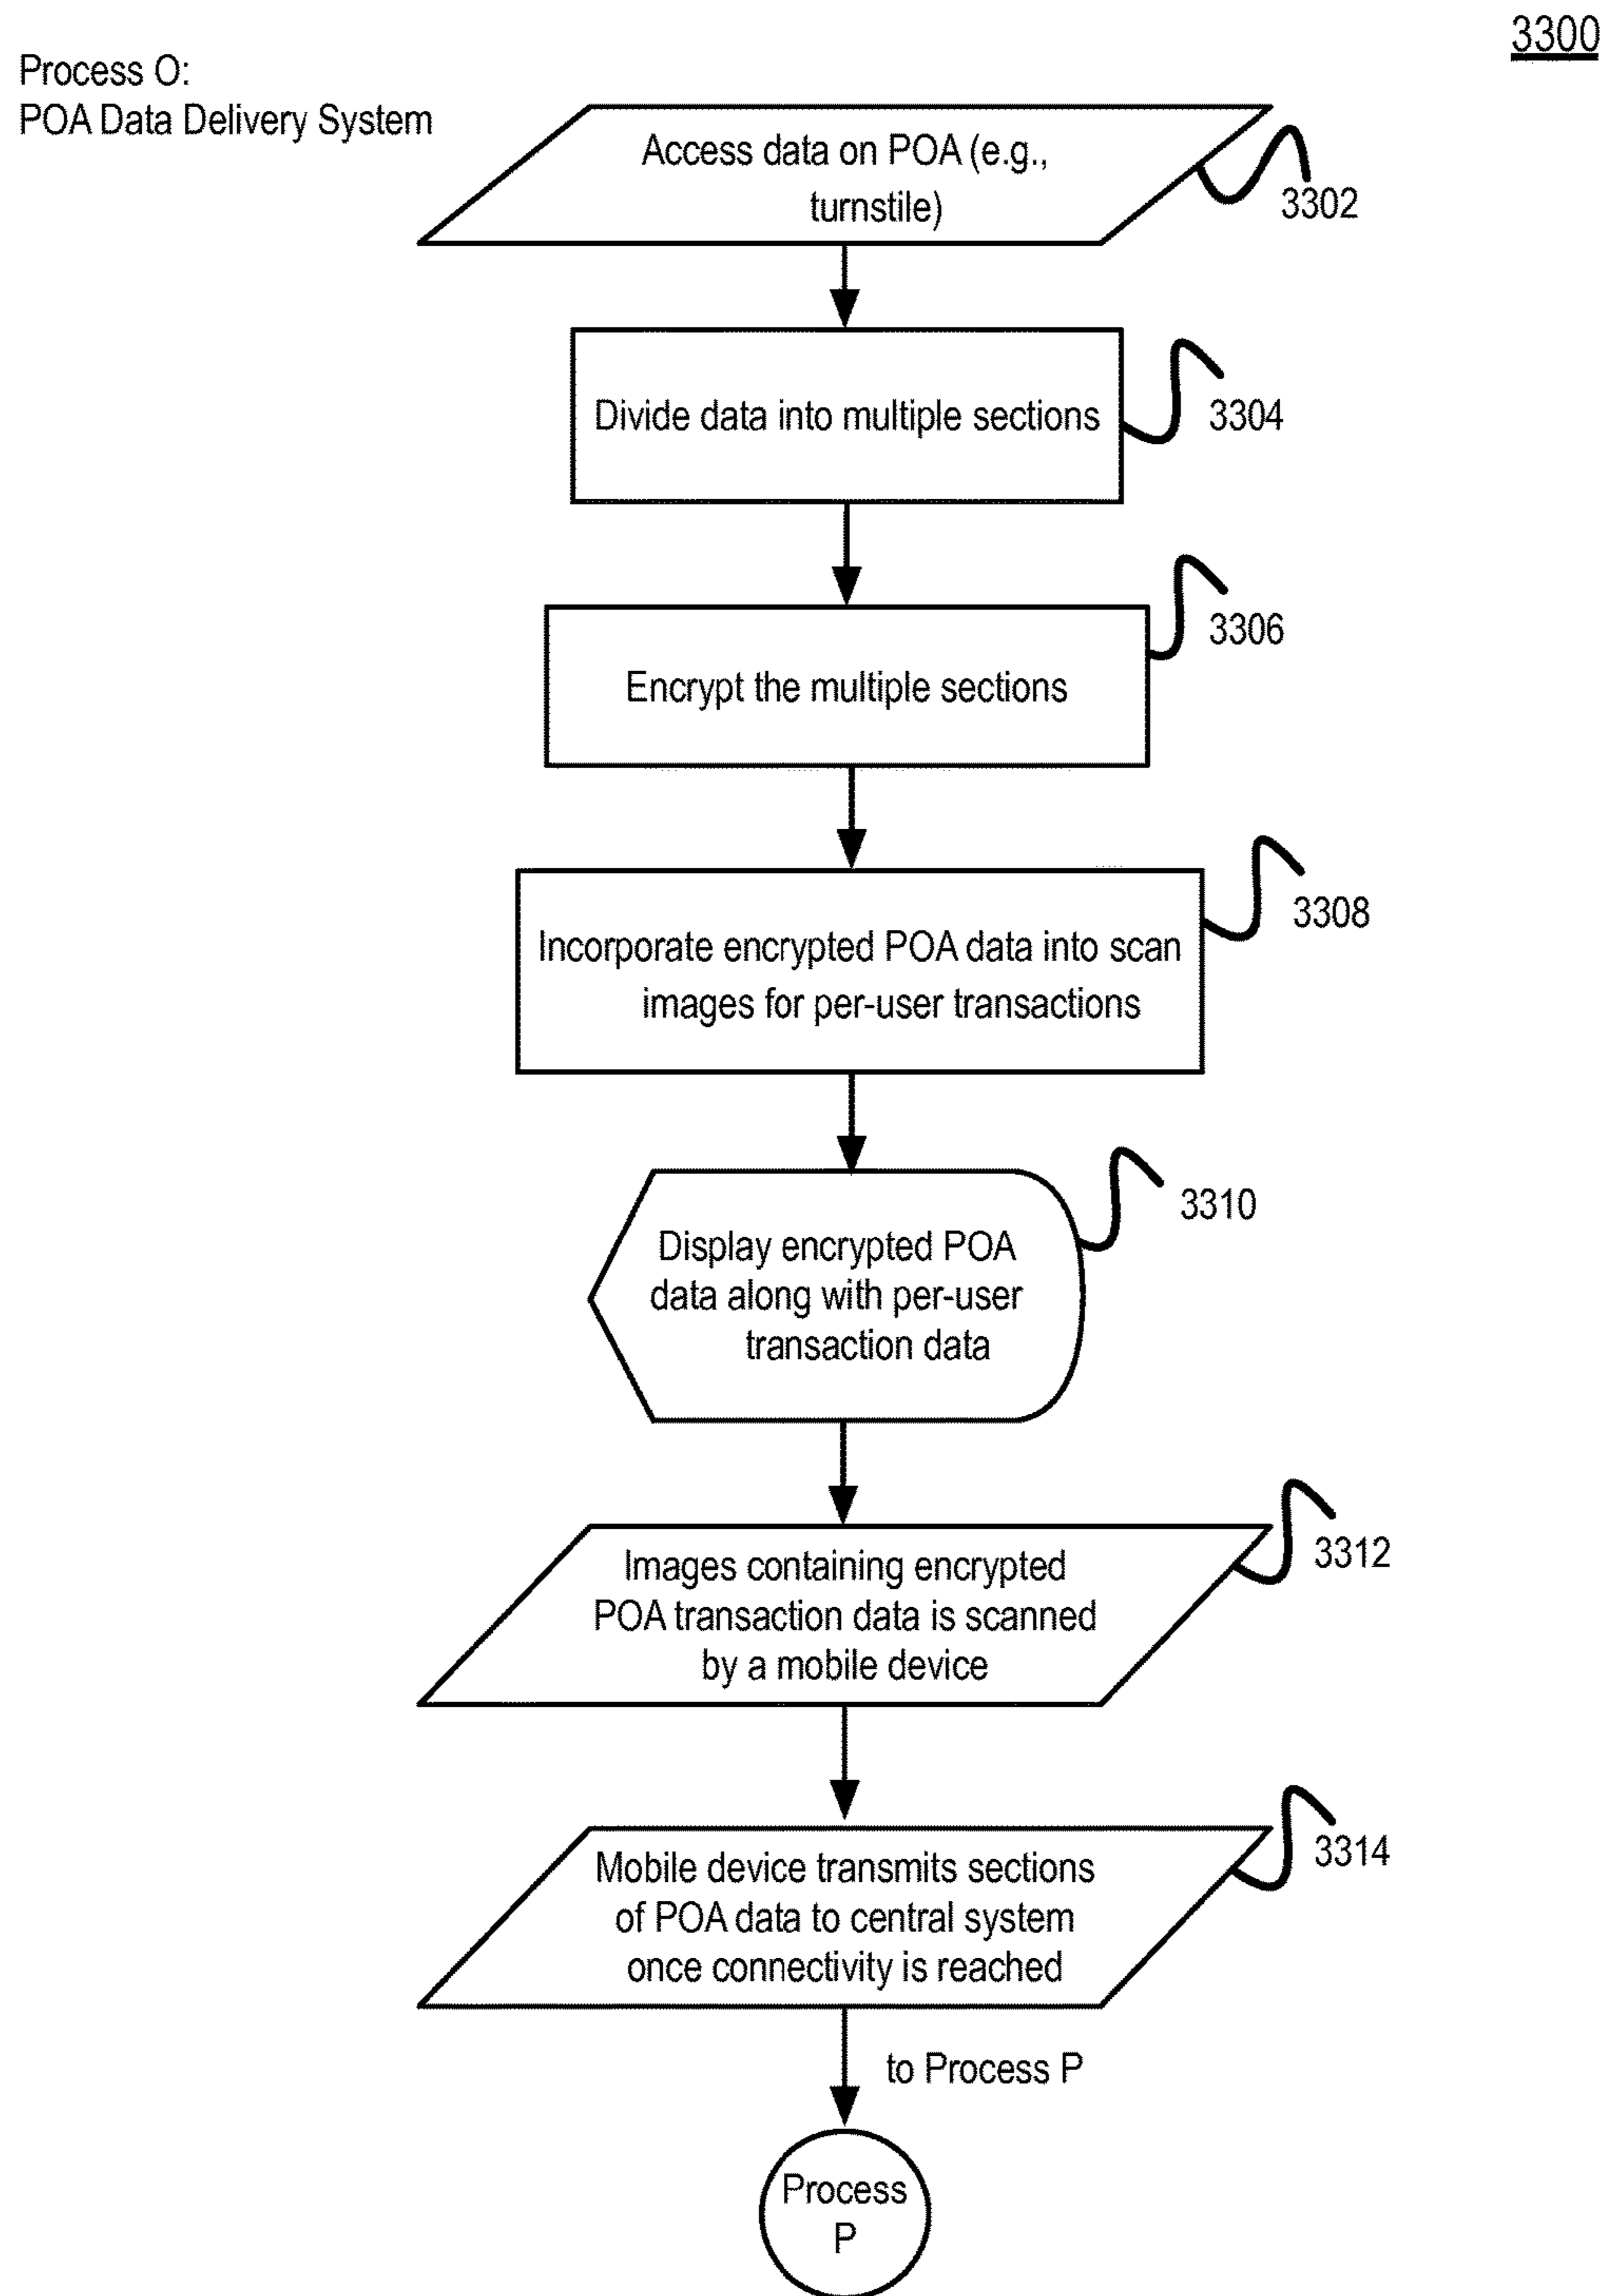 3300
Process O:
POA Data Delivery System
Access data on POA (e.g.,
turnstile)
3302
Divide data into multiple sections
3304
Encrypt the multiple sections
3306
Incorporate encrypted POA data into scan
images for per-user transactions
3308
Display encrypted POA
data along with per-user
transaction data
3310
Images containing encrypted
POA transaction data is scanned
by a mobile device
3312
Mobile device transmits sections
of POA data to central system
once connectivity is reached
3314
to Process P
Process
P